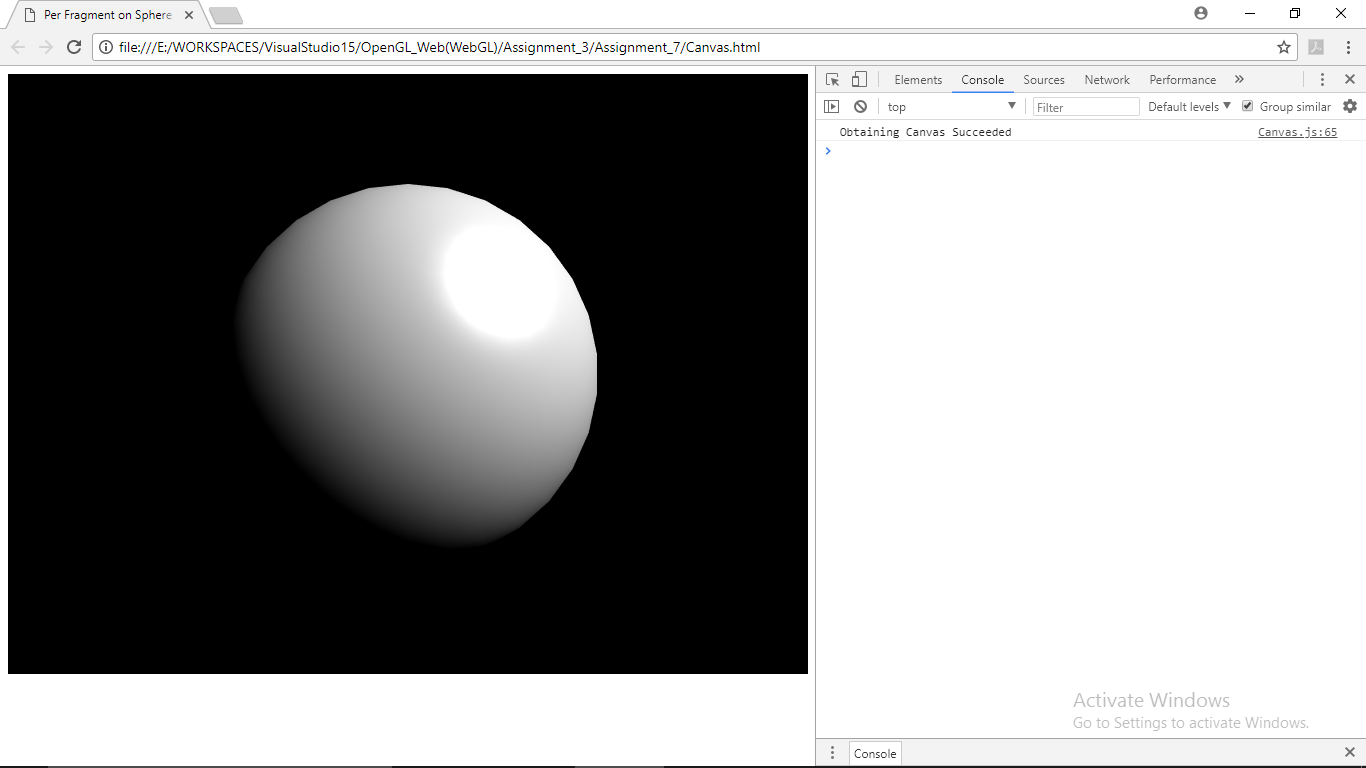 Per Fragment on Sphere
file:///E:/WORKSPACES/VisualStudio15/OpenGL_Web(WebGL)/Assignment_3/Assignment_7/Canvas.html
Elements Console Sources Network Performance »
top Filter Default levels Group similar
Obtaining Canvas Succeeded Canvas.js:65
Activate Windows
Go to Settings to activate Windows.
Console